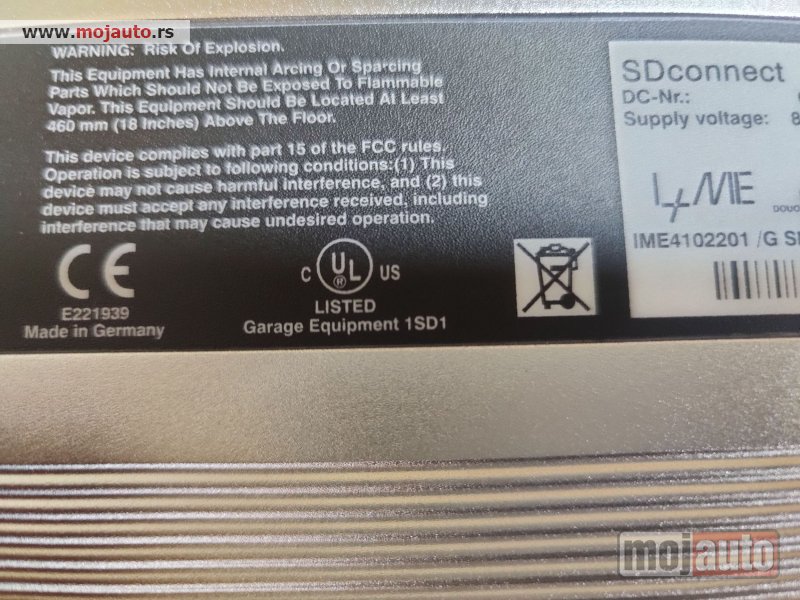 www.mojauto.rs
WARNING: Risk Of Explosion.
This Equipment Has Internal Arcing Or Sparcing
Parts Which Should Not Be Exposed To Flammable
Vapor. This Equipment Should Be Located At Least
460 mm (18 Inches) Above The Floor.
This device complies with part 15 of the FCC rules.
Operation is subject to following conditions:(1) This
device may not cause harmful interference, and (2) this
device must accept any interference received, including
interference that may cause undesired operation.
CE
E221939
Made in Germany
C UL US
®
LISTED
Garage Equipment 1SD1
SDconnect
DC-Nr.:
Supply voltage: 8
I+ME
IME4102201 /G
mojauto